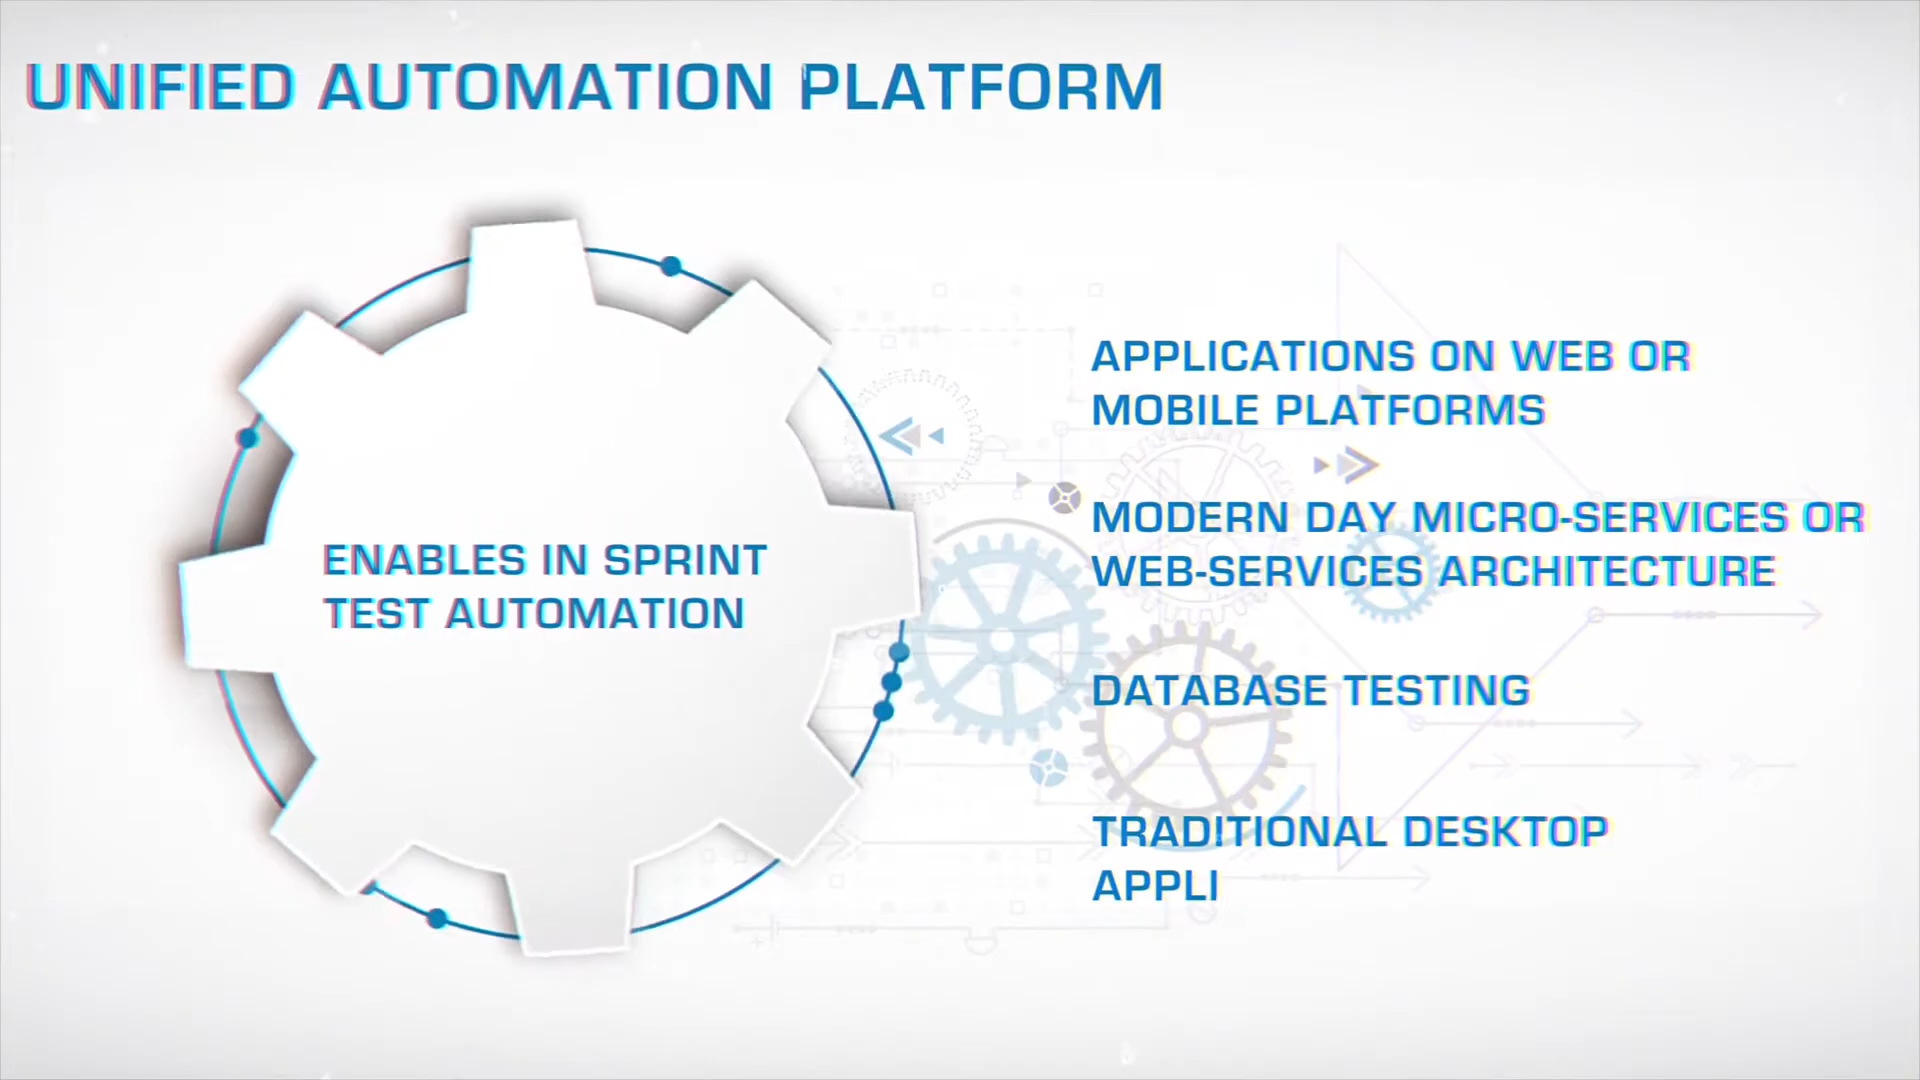 UNIFIED AUTOMATION PLATFORM
ENABLES IN SPRINT
TEST AUTOMATION
APPLICATIONS ON WEB OR
MOBILE PLATFORMS
MODERN DAY MICRO-SERVICES OR
WEB-SERVICES ARCHITECTURE
DATABASE TESTING
TRADITIONAL DESKTOP
APPLI